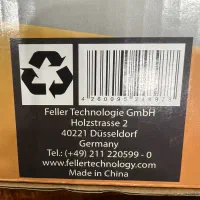 Feller Technologie GmbH
Holzstrasse 2
40221 Düsseldorf
Germany
Tel.: (+49) 211 220599 - 0
www.fellertechnology.com
Made in China